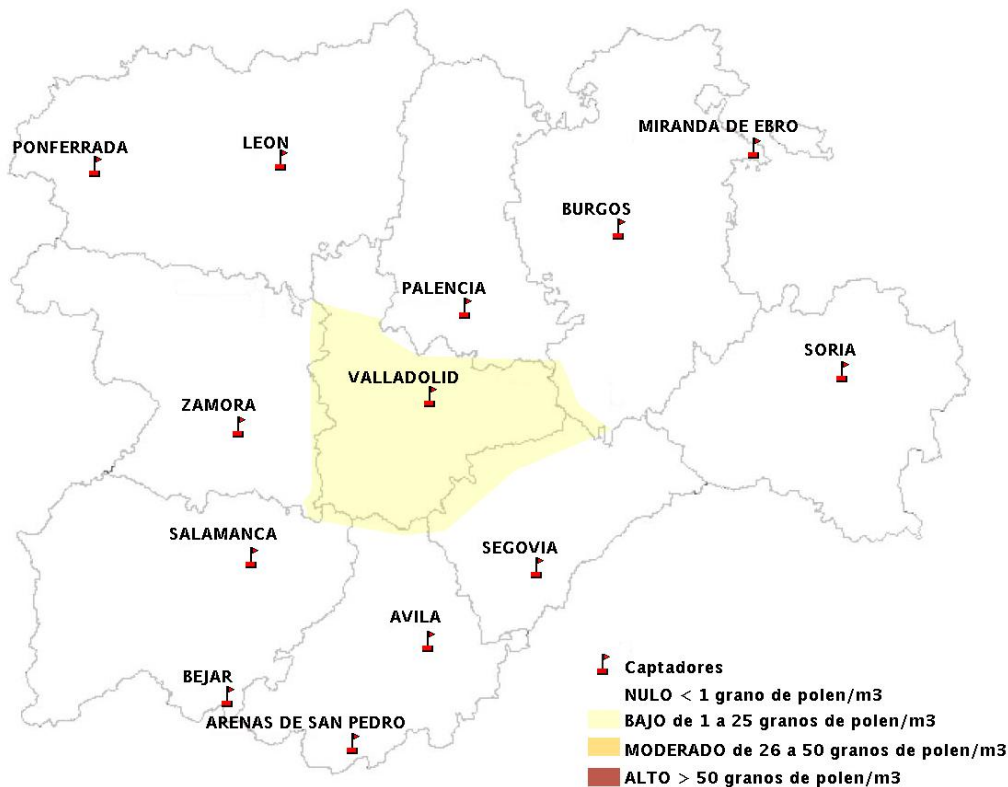 MIRANDA DE EBRO
PONFERRADA
LEON
BURGOS
PALENCIA
SORIA
VALLADOLID
ZAMORA
SALAMANCA
SEGOVIA
AVILA
BEJAR
ARENAS DE SAN PEDRO
Captadores
NULO < 1 grano de polen/m3
BAJO de 1 a 25 granos de polen/m3
MODERADO de 26 a 50 granos de polen/m3
ALTO > 50 granos de polen/m3